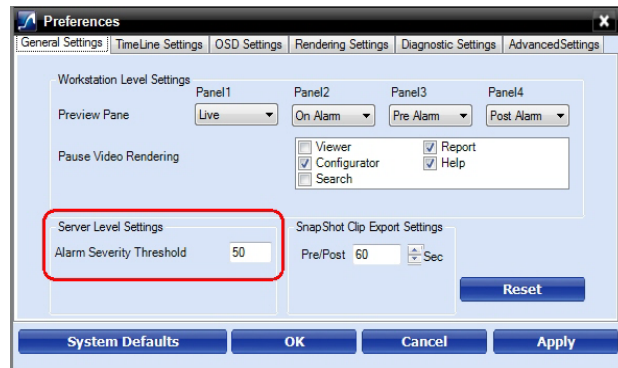 Preferences
General Settings TimeLine Settings OSD Settings Rendering Settings Diagnostic Settings AdvancedSettings
Workstation Level Settings
Panel1 Panel2 Panel3 Panel4
Preview Pane Live On Alarm Pre Alarm Post Alarm
Pause Video Rendering
Viewer Report
Configurator Help
Search
Server Level Settings SnapShot Clip Export Settings
Alarm Severity Threshold 50 Pre/Post 60 Sec
Reset
System Defaults OK Cancel Apply